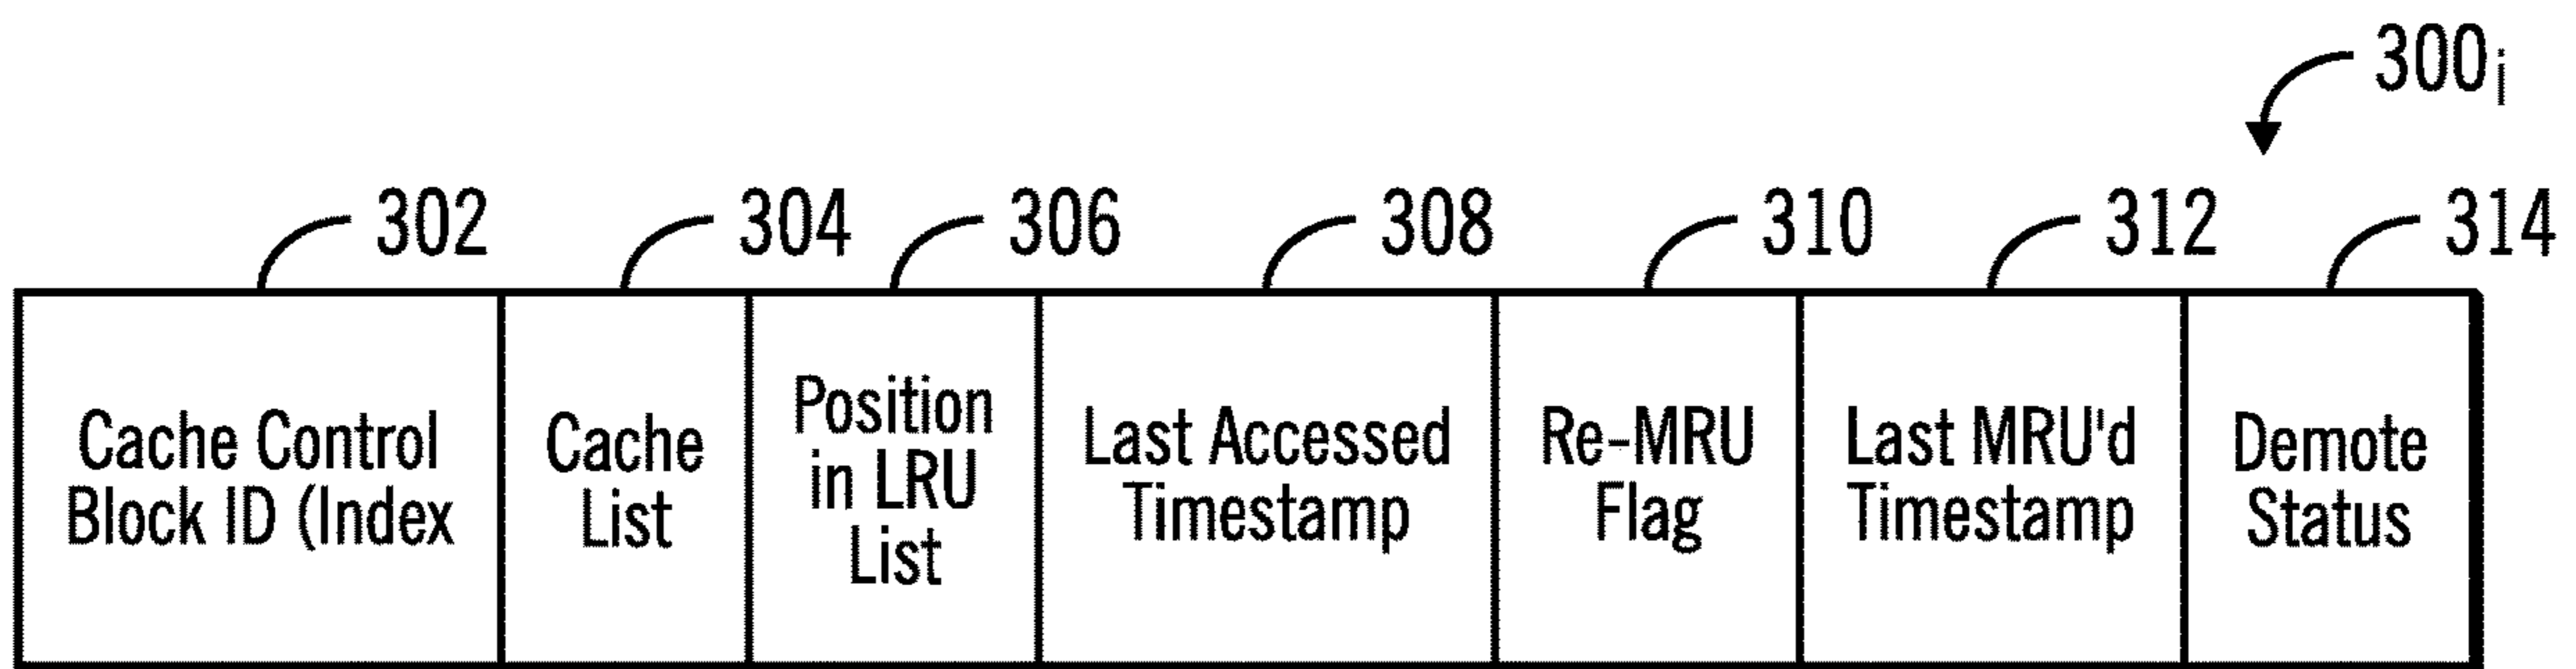 300i
302 304 306 308 310 312 314
Cache Control
Block ID (Index
Cache
List
Position
in LRU
List
Last Accessed
Timestamp
Re-MRU
Flag
Last MRU'd
Timestamp
Demote
Status